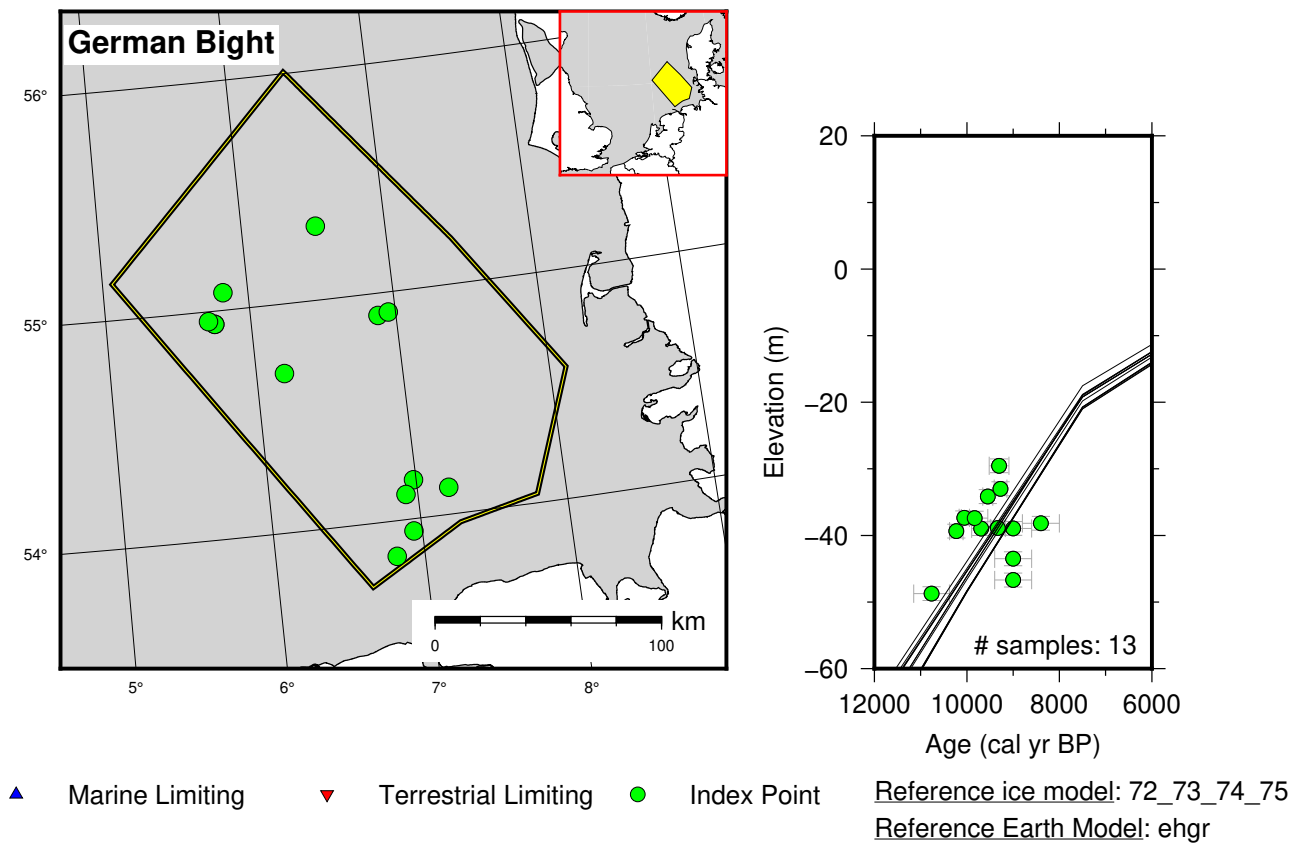 German Bight
56°
55°
54°
5°
6°
7°
8°
km
0
100
20
0
−20
−40
−60
Elevation (m)
# samples: 13
12000
10000
8000
6000
Age (cal yr BP)
Marine Limiting
Terrestrial Limiting
Index Point
Reference ice model: 72_73_74_75
Reference Earth Model: ehgr